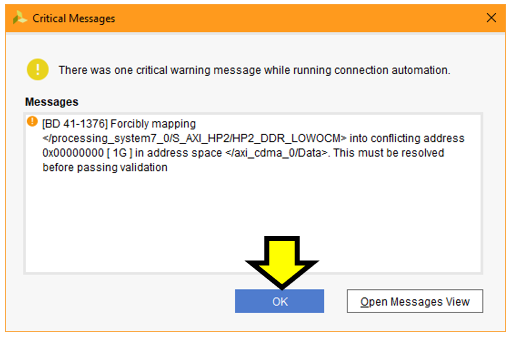 Critical Messages
There was one critical warning message while running connection automation.
Messages
[BD 41-1376] Forcibly mapping
</processing_system7_0/S_AXI_HP2/HP2_DDR_LOWOCM> into conflicting address
0x00000000 [ 1G ] in address space </axi_cdma_0/Data>. This must be resolved
before passing validation
OK
Open Messages View